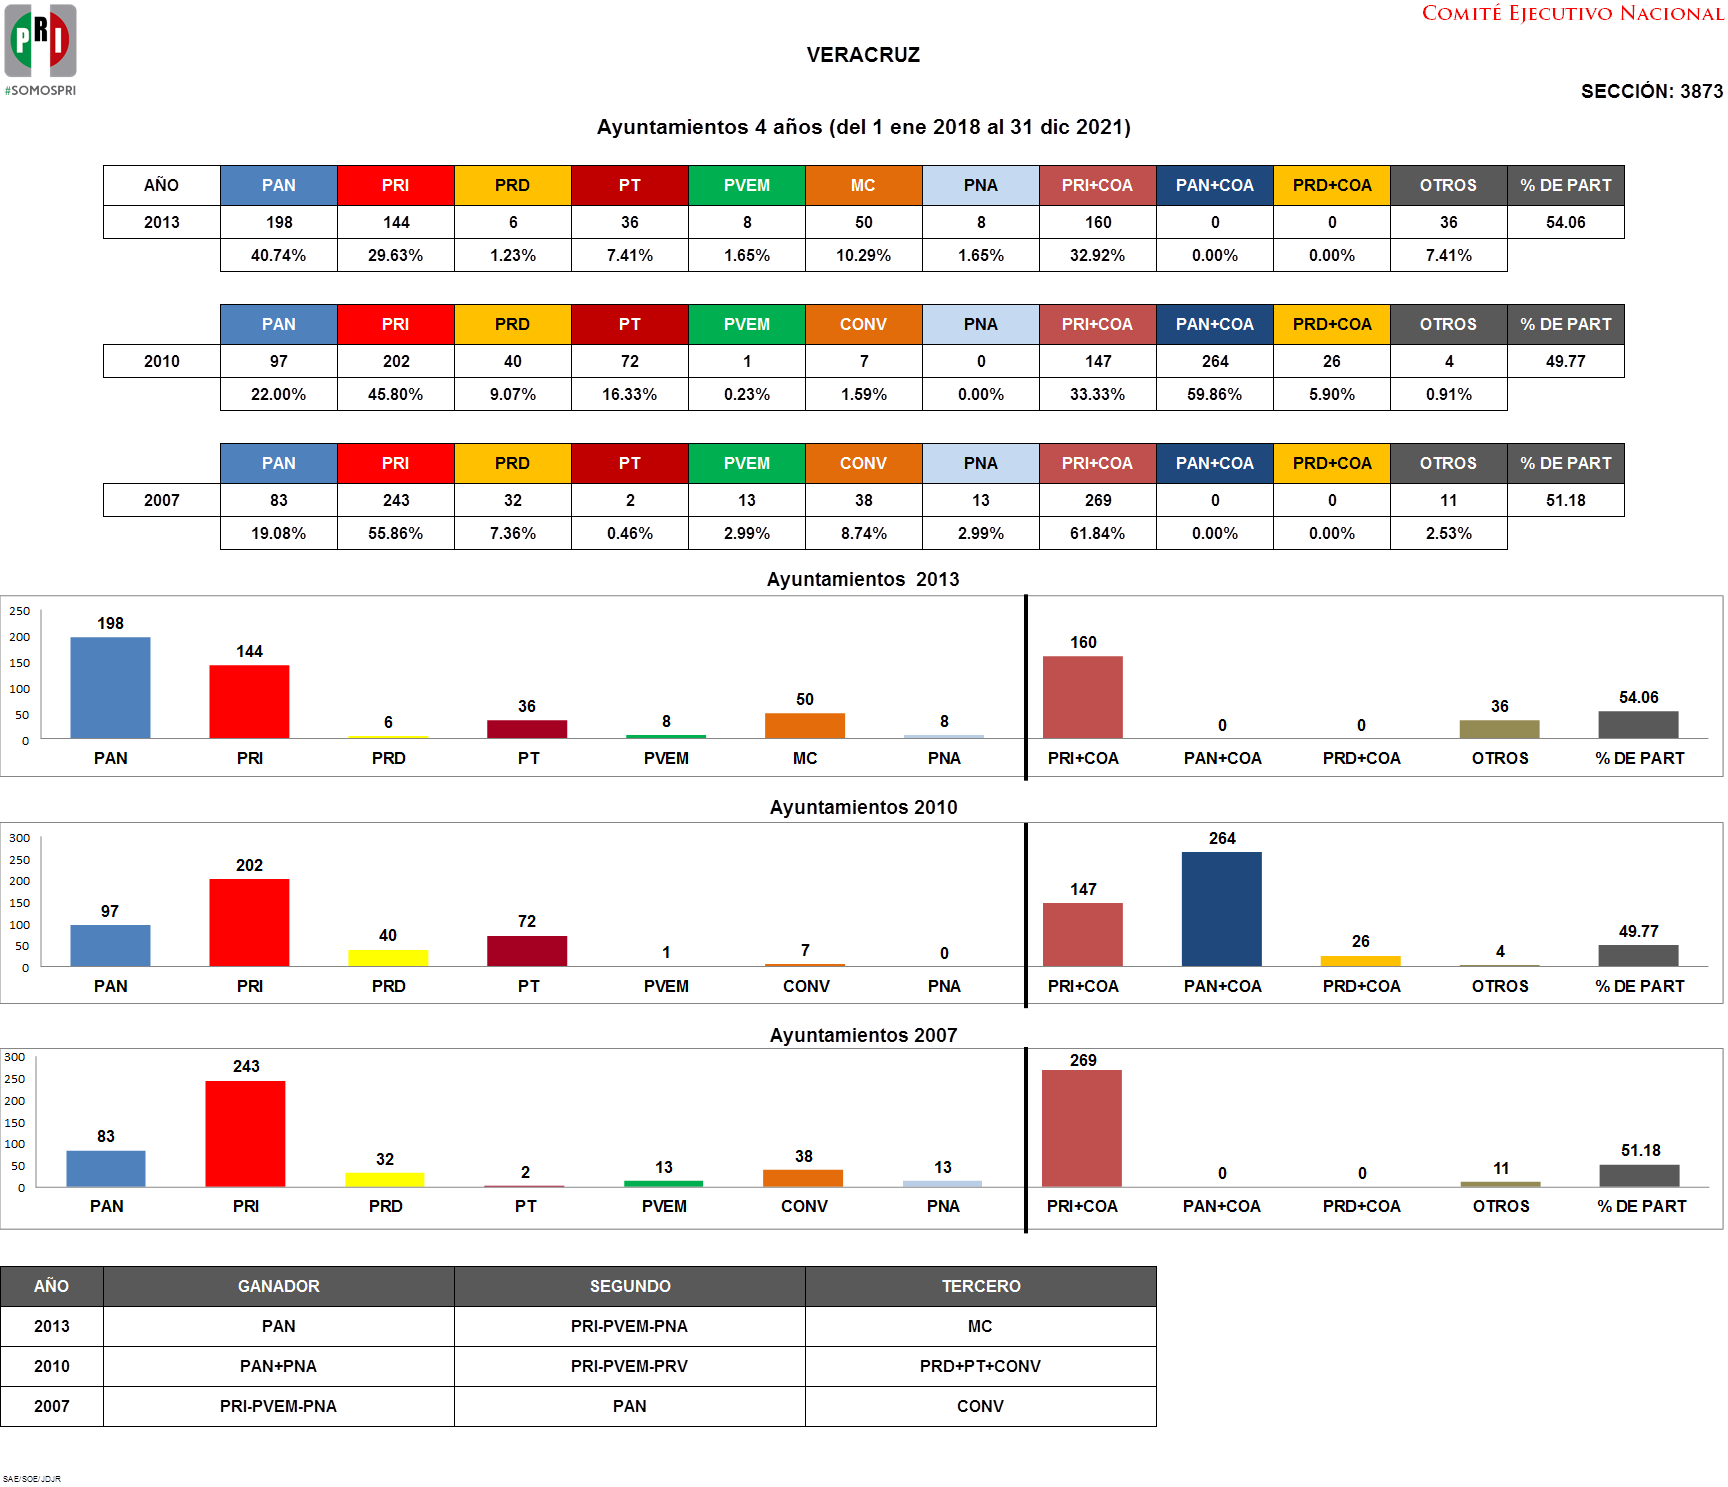 PRI
#SOMOSPRI
COMITÉ EJECUTIVO NACIONAL
VERACRUZ
SECCIÓN: 3873
Ayuntamientos 4 años (del 1 ene 2018 al 31 dic 2021)
AÑO PAN PRI PRD PT PVEM MC PNA PRI+COA PAN+COA PRD+COA OTROS % DE PART
2013 198 144 6 36 8 50 8 160 0 0 36 54.06
40.74% 29.63% 1.23% 7.41% 1.65% 10.29% 1.65% 32.92% 0.00% 0.00% 7.41%
PAN PRI PRD PT PVEM CONV PNA PRI+COA PAN+COA PRD+COA OTROS % DE PART
2010 97 202 40 72 1 7 0 147 264 26 4 49.77
22.00% 45.80% 9.07% 16.33% 0.23% 1.59% 0.00% 33.33% 59.86% 5.90% 0.91%
PAN PRI PRD PT PVEM CONV PNA PRI+COA PAN+COA PRD+COA OTROS % DE PART
2007 83 243 32 2 13 38 13 269 0 0 11 51.18
19.08% 55.86% 7.36% 0.46% 2.99% 8.74% 2.99% 61.84% 0.00% 0.00% 2.53%
Ayuntamientos 2013
250
200
150
100
50
0
198 144 6 36 8 50 8 160 0 0 36 54.06
PAN PRI PRD PT PVEM MC PNA PRI+COA PAN+COA PRD+COA OTROS % DE PART
Ayuntamientos 2010
300
250
200
150
100
50
0
97 202 40 72 1 7 0 147 264 26 4 49.77
PAN PRI PRD PT PVEM CONV PNA PRI+COA PAN+COA PRD+COA OTROS % DE PART
Ayuntamientos 2007
300
250
200
150
100
50
0
83 243 32 2 13 38 13 269 0 0 11 51.18
PAN PRI PRD PT PVEM CONV PNA PRI+COA PAN+COA PRD+COA OTROS % DE PART
AÑO GANADOR SEGUNDO TERCERO
2013 PAN PRI-PVEM-PNA MC
2010 PAN+PNA PRI-PVEM-PRV PRD+PT+CONV
2007 PRI-PVEM-PNA PAN CONV
SAE/SOE/JDJR